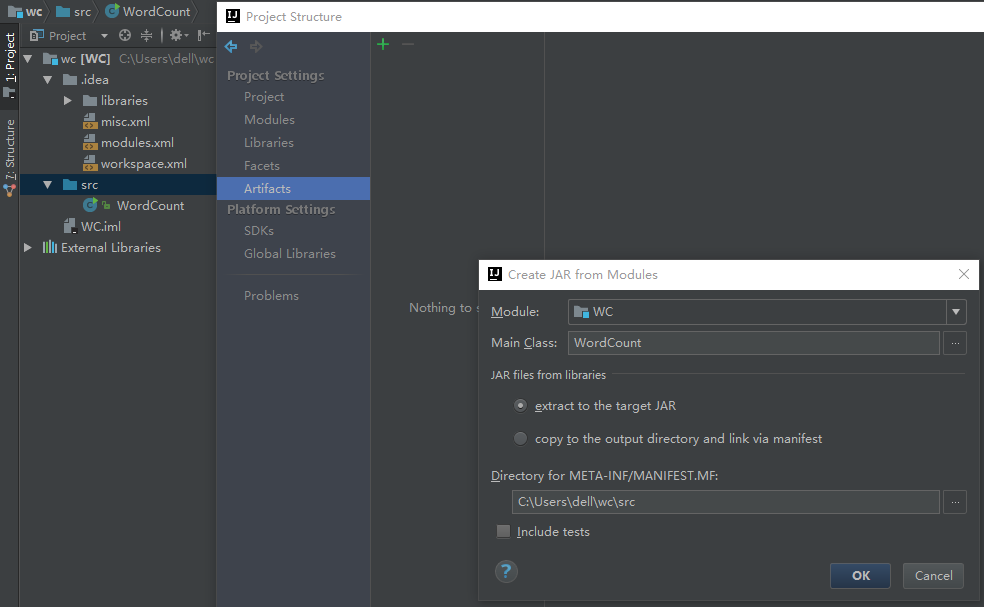 wc src WordCount
Project
1: Project
7: Structure
wc [WC] C:\Users\dell\wc
.idea
libraries
misc.xml
modules.xml
workspace.xml
src
WordCount
WC.iml
External Libraries
Project Structure
Project Settings
Project
Modules
Libraries
Facets
Artifacts
Platform Settings
SDKs
Global Libraries
Problems
Nothing to
Create JAR from Modules
Module: WC
Main Class: WordCount
...
JAR files from libraries
extract to the target JAR
copy to the output directory and link via manifest
Directory for META-INF/MANIFEST.MF:
C:\Users\dell\wc\src
...
Include tests
?
OK Cancel